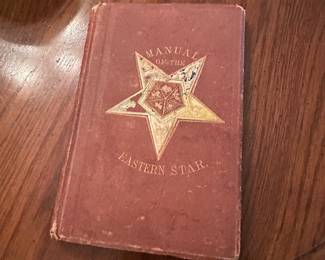 MANUAL
OF THE
EASTERN STAR.